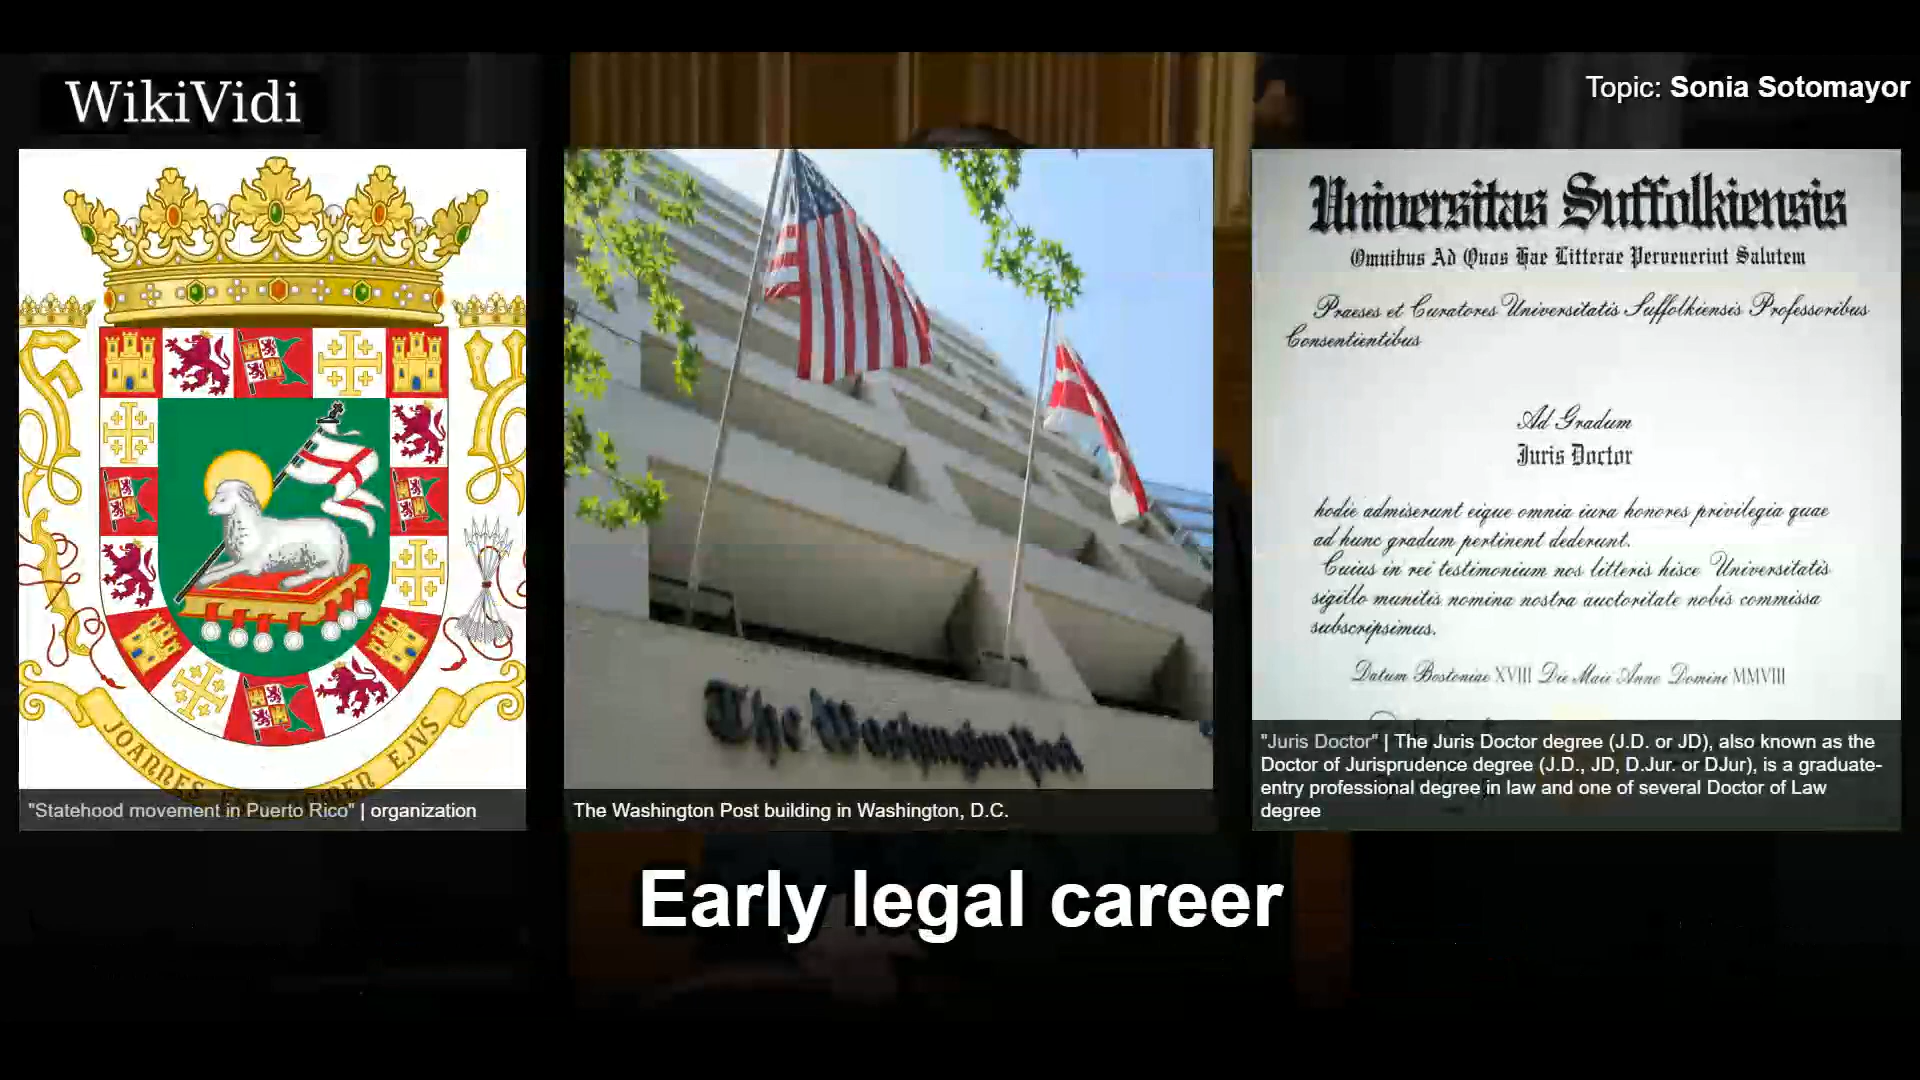 WikiVidi
Topic: Sonia Sotomayor
JOANNES EST NOMEN EJVS
"Statehood movement in Puerto Rico" | organization
The Washington Post
The Washington Post building in Washington, D.C.
Universitas Suffolkiensis
Omnibus Ad Quos Hae Litterae Pervenerint Salutem
Praeses et Curatores Universitatis Suffolkiensis Professoribus
Consentientibus
Ad Gradum
Juris Doctor
hodie admiserunt eique omnia iura honores privilegia quae
ad hunc gradum pertinent dederunt.
Cuius in rei testimonium nos litteris hisce Universitatis
sigillo munitis nomina nostra auctoritate nobis commissa
subscripsimus.
Datum Bostoniae XVIII Die Maii Anno Domini MMVIII
"Juris Doctor" | The Juris Doctor degree (J.D. or JD), also known as the
Doctor of Jurisprudence degree (J.D., JD, D.Jur. or DJur), is a graduate-
entry professional degree in law and one of several Doctor of Law
degree
Early legal career